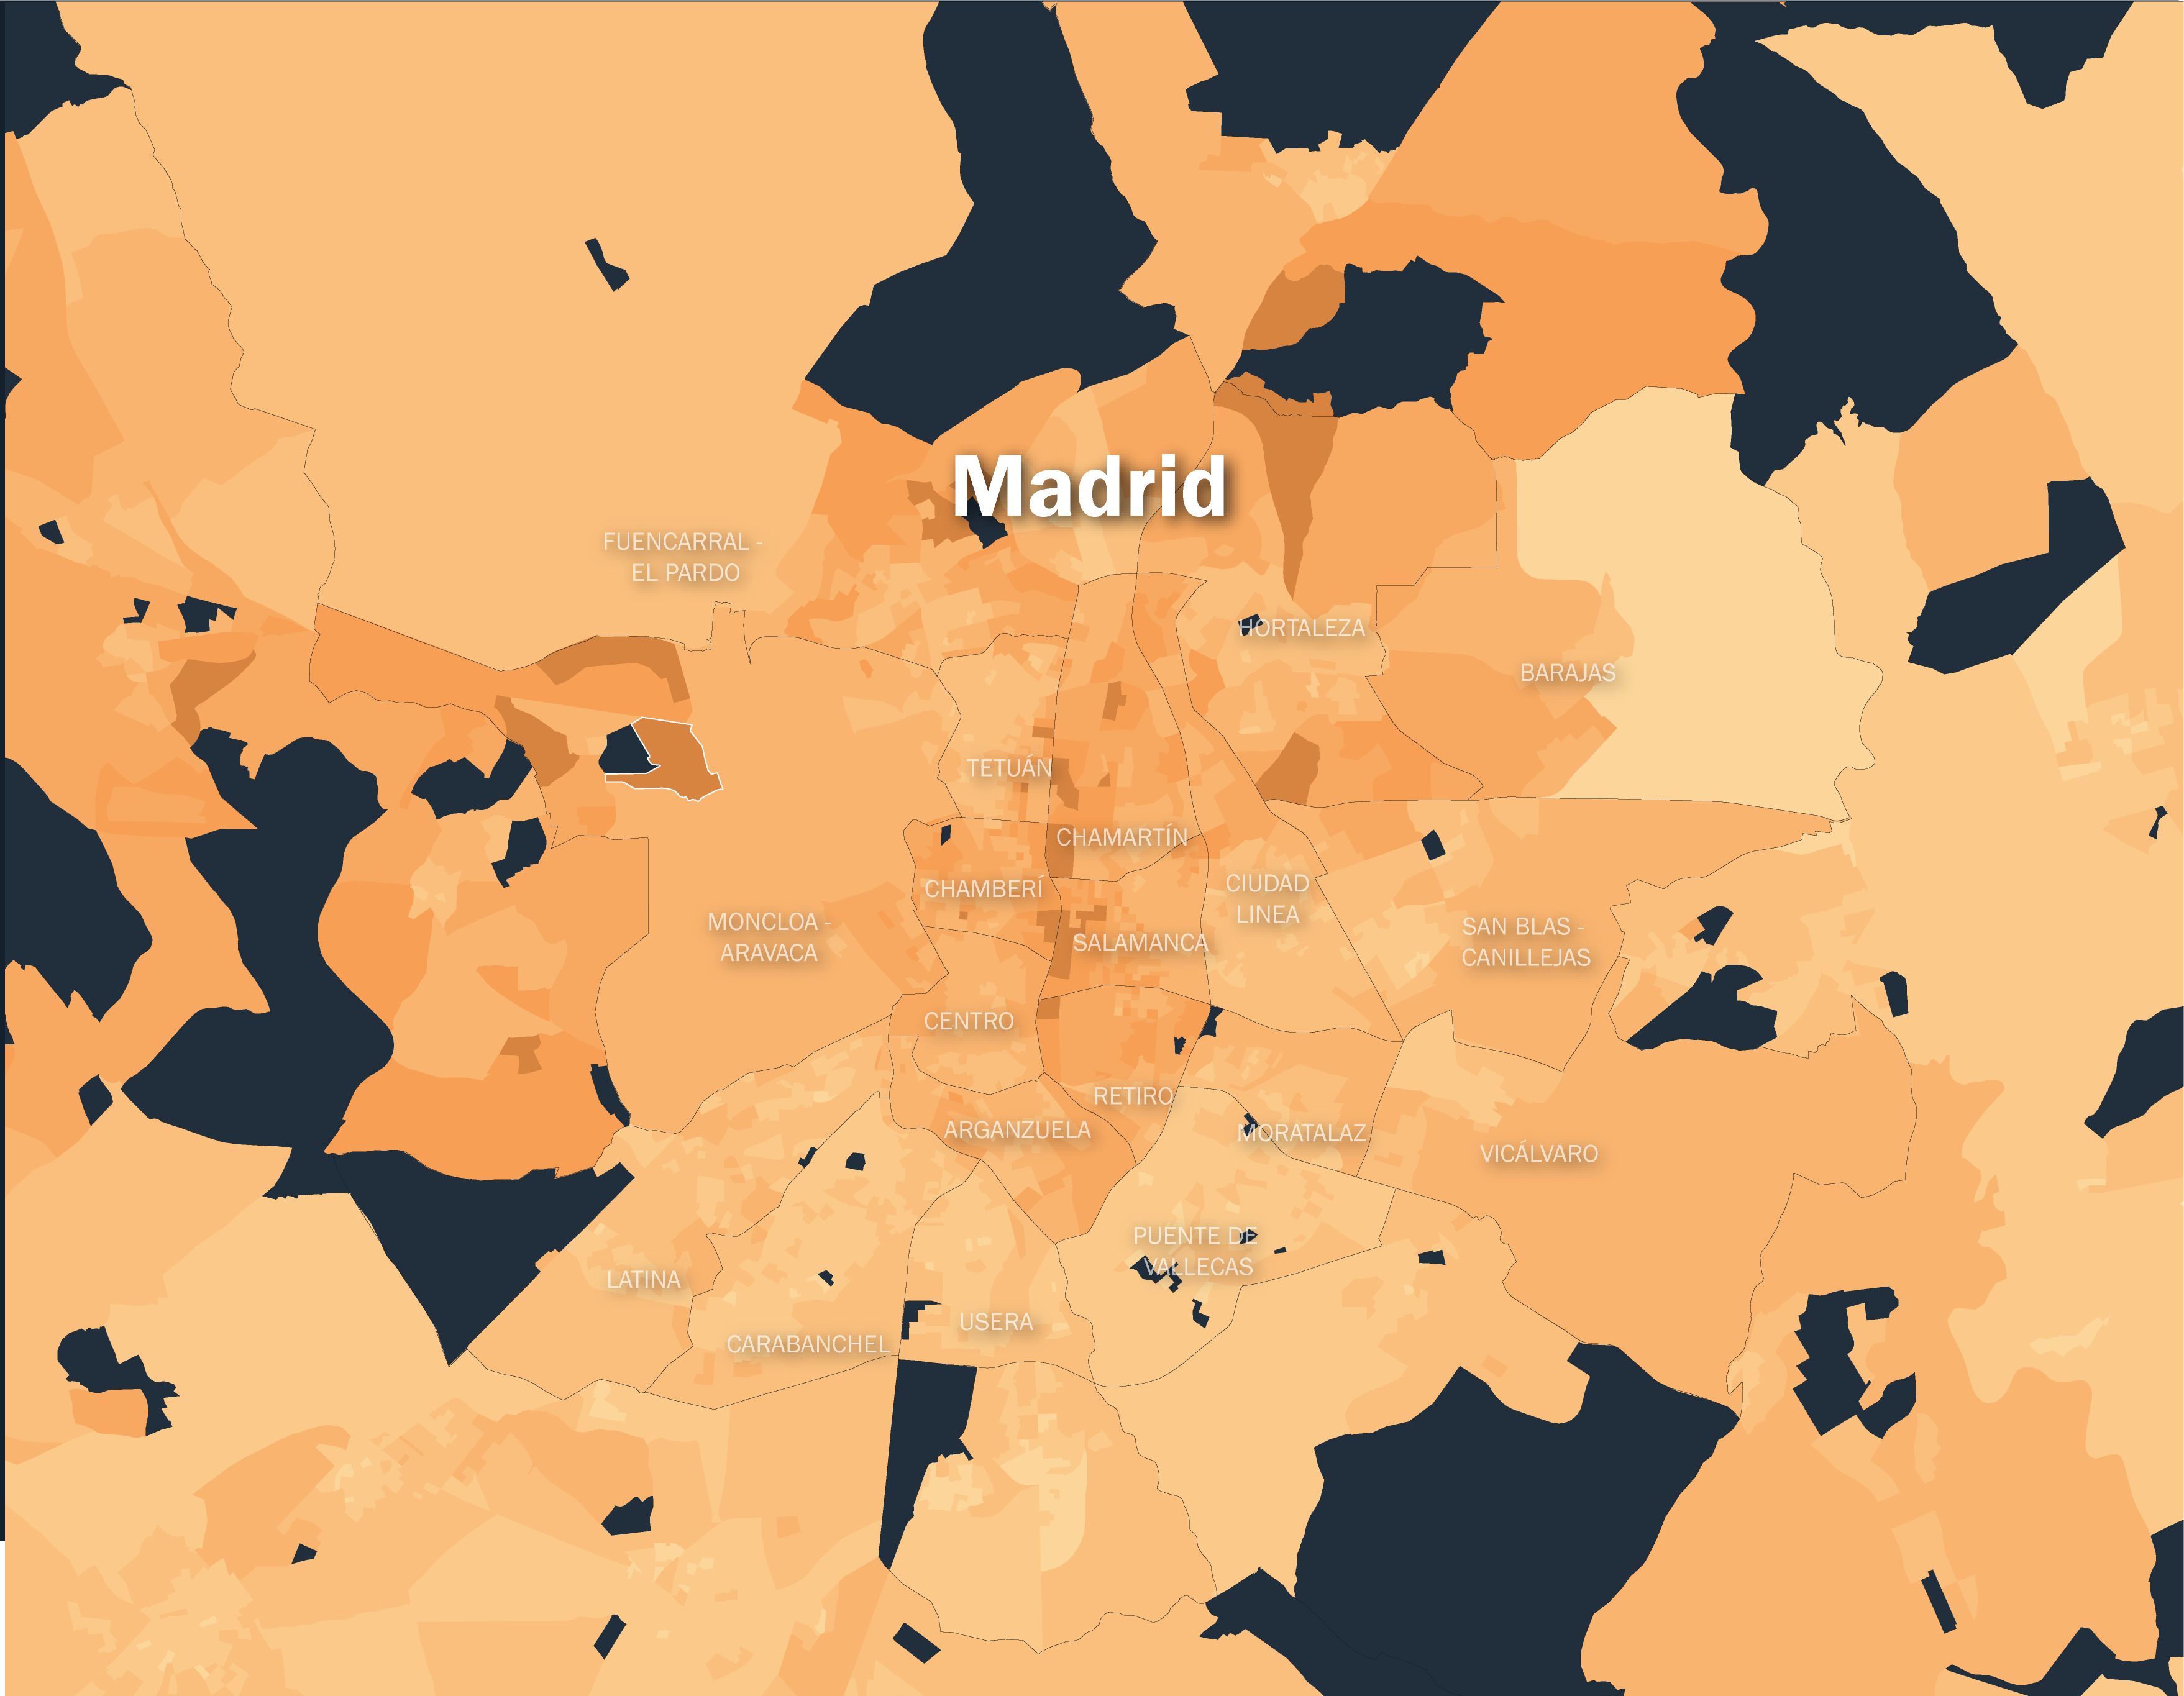 Madrid
FUENCARRAL -
EL PARDO
HORTALEZA
BARAJAS
TETUÁN
CHAMARTÍN
CHAMBERÍ
CIUDAD
LINEA
MONCLOA -
ARAVACA
SAN BLAS -
CANILLEJAS
SALAMANCA
CENTRO
RETIRO
ARGANZUELA
MORATALAZ
VICÁLVARO
PUENTE DE
VALLECAS
LATINA
USERA
CARABANCHEL